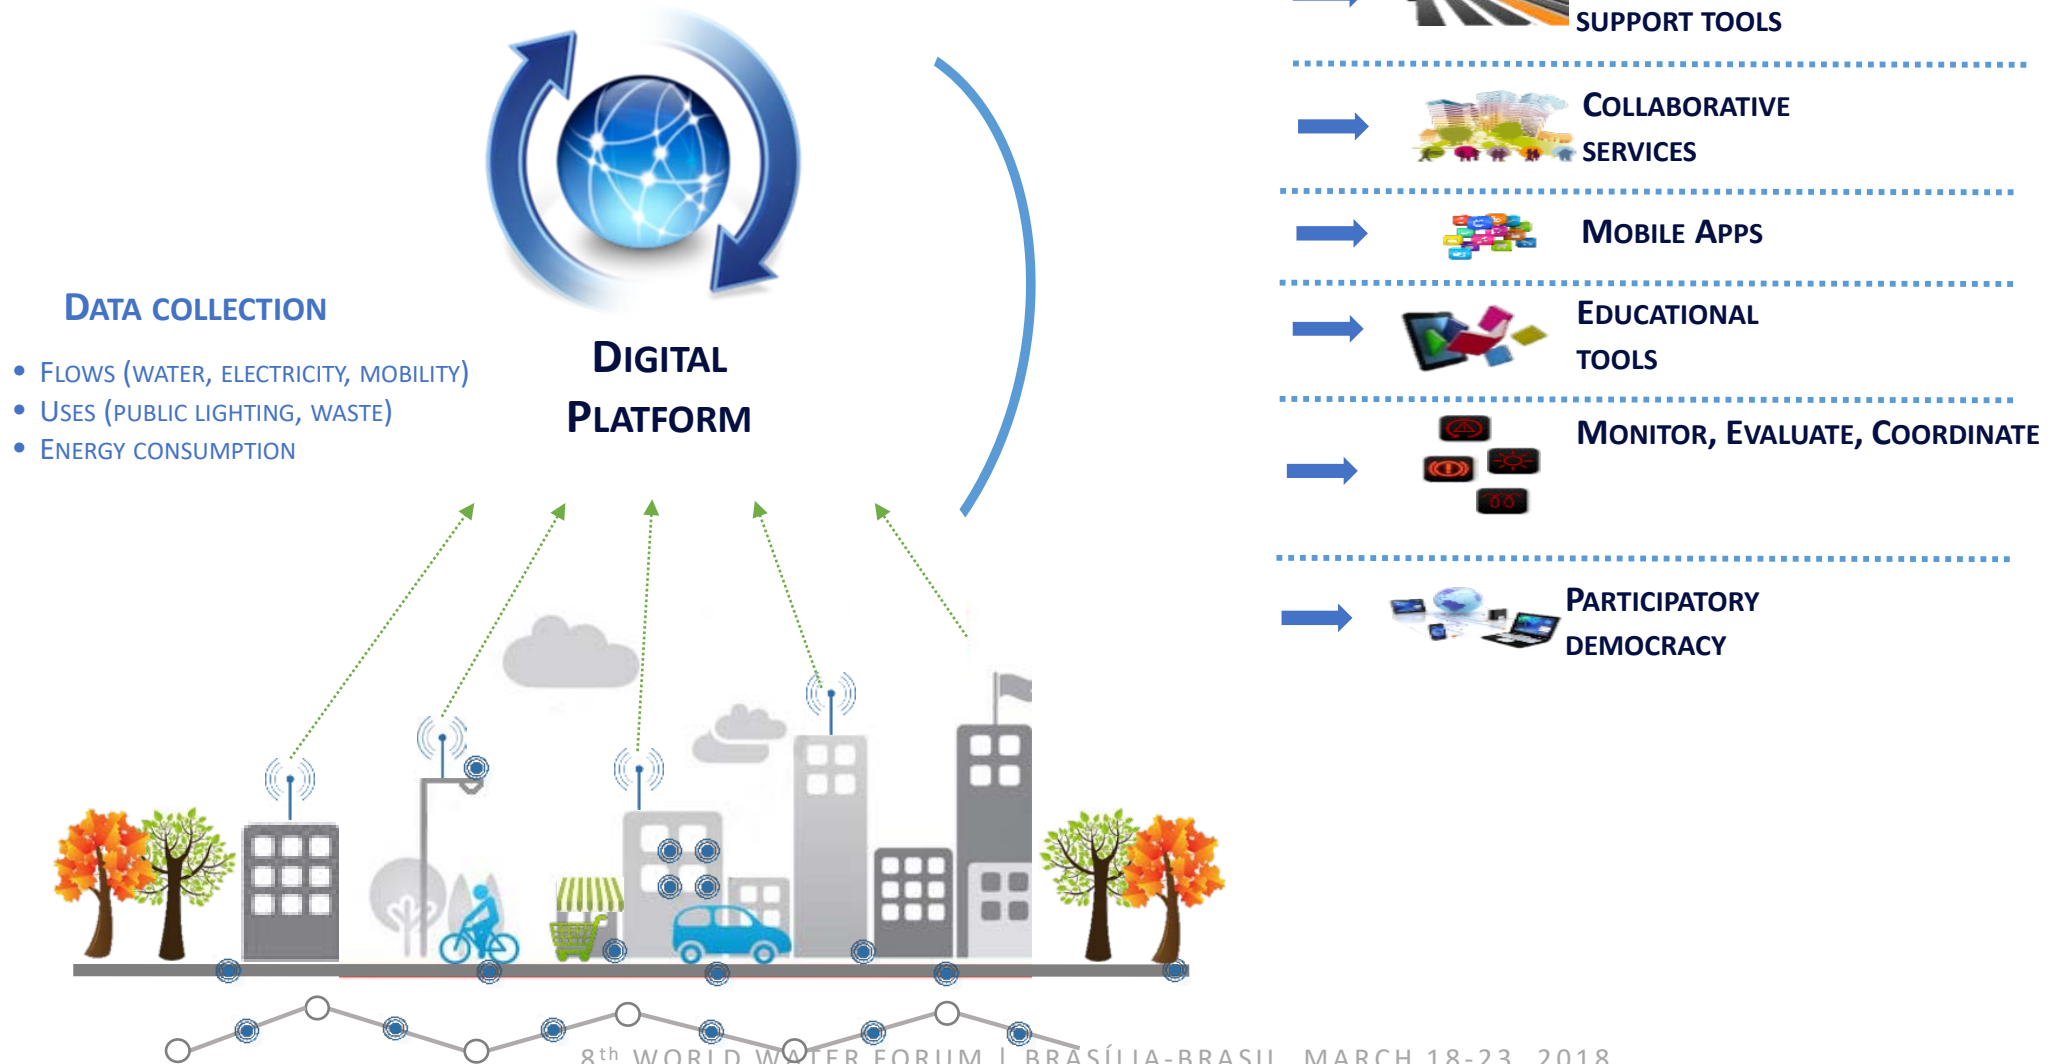 SUPPORT TOOLS
COLLABORATIVE
SERVICES
MOBILE APPS
EDUCATIONAL
TOOLS
MONITOR, EVALUATE, COORDINATE
PARTICIPATORY
DEMOCRACY
DATA COLLECTION
• FLOWS (WATER, ELECTRICITY, MOBILITY)
• USES (PUBLIC LIGHTING, WASTE)
• ENERGY CONSUMPTION
DIGITAL
PLATFORM
8th WORLD WATER FORUM | BRASÍLIA-BRASIL, MARCH 18-23, 2018